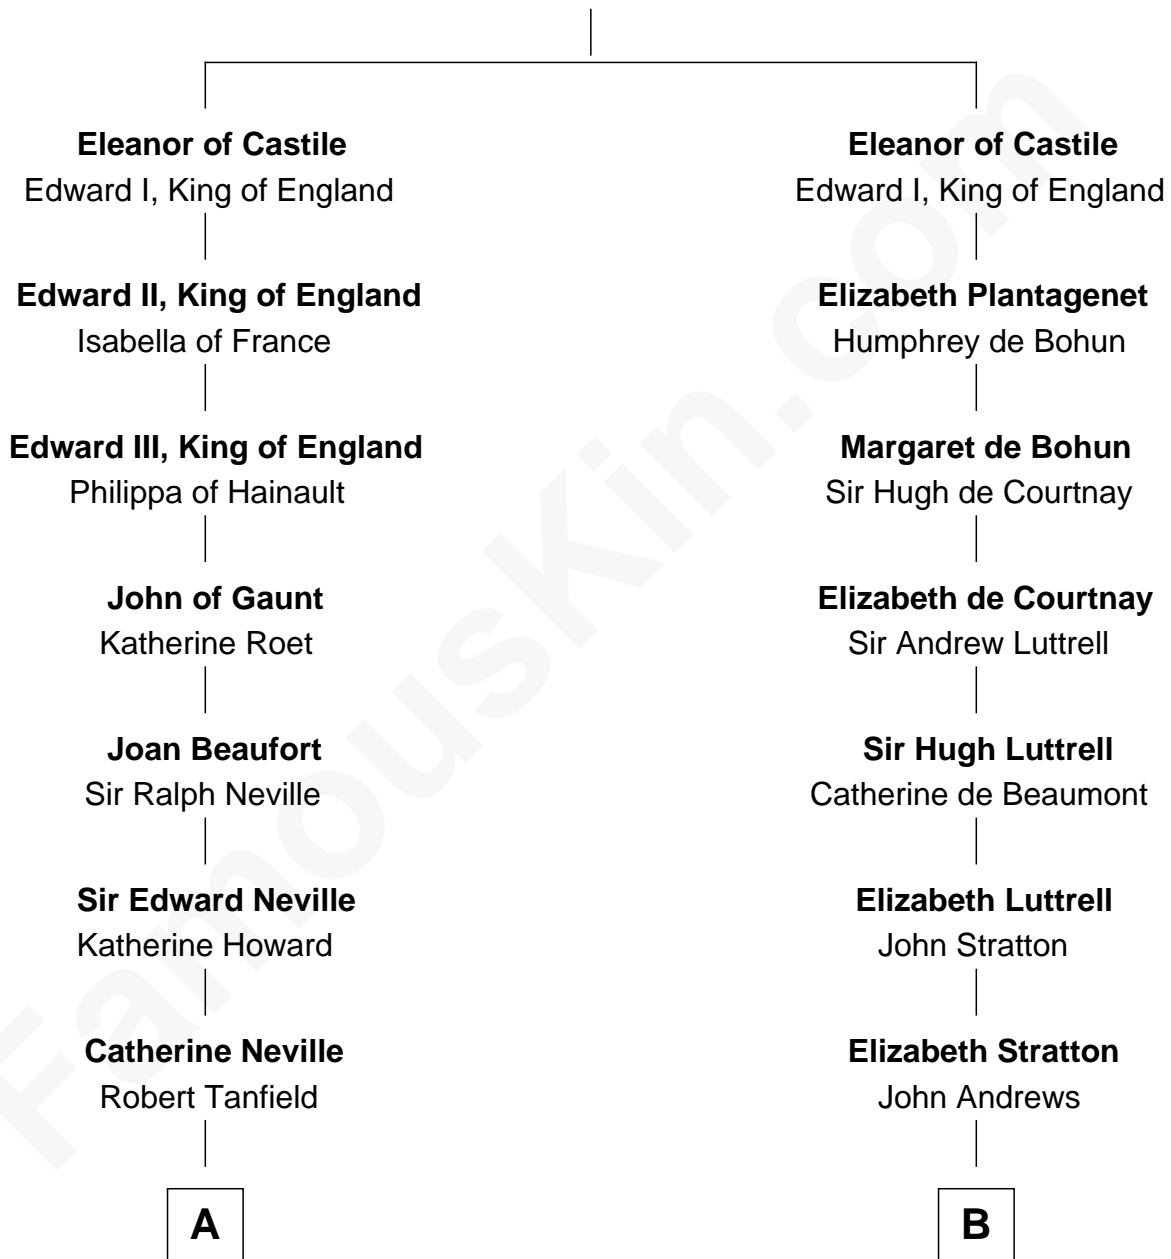 Eleanor of Castile
Edward I, King of England
Edward II, King of England
Isabella of France
Edward III, King of England
Philippa of Hainault
John of Gaunt
Katherine Roet
Joan Beaufort
Sir Ralph Neville
Sir Edward Neville
Katherine Howard
Catherine Neville
Robert Tanfield
A
Eleanor of Castile
Edward I, King of England
Elizabeth Plantagenet
Humphrey de Bohun
Margaret de Bohun
Sir Hugh de Courtnay
Elizabeth de Courtnay
Sir Andrew Luttrell
Sir Hugh Luttrell
Catherine de Beaumont
Elizabeth Luttrell
John Stratton
Elizabeth Stratton
John Andrews
B
FamousKin.com